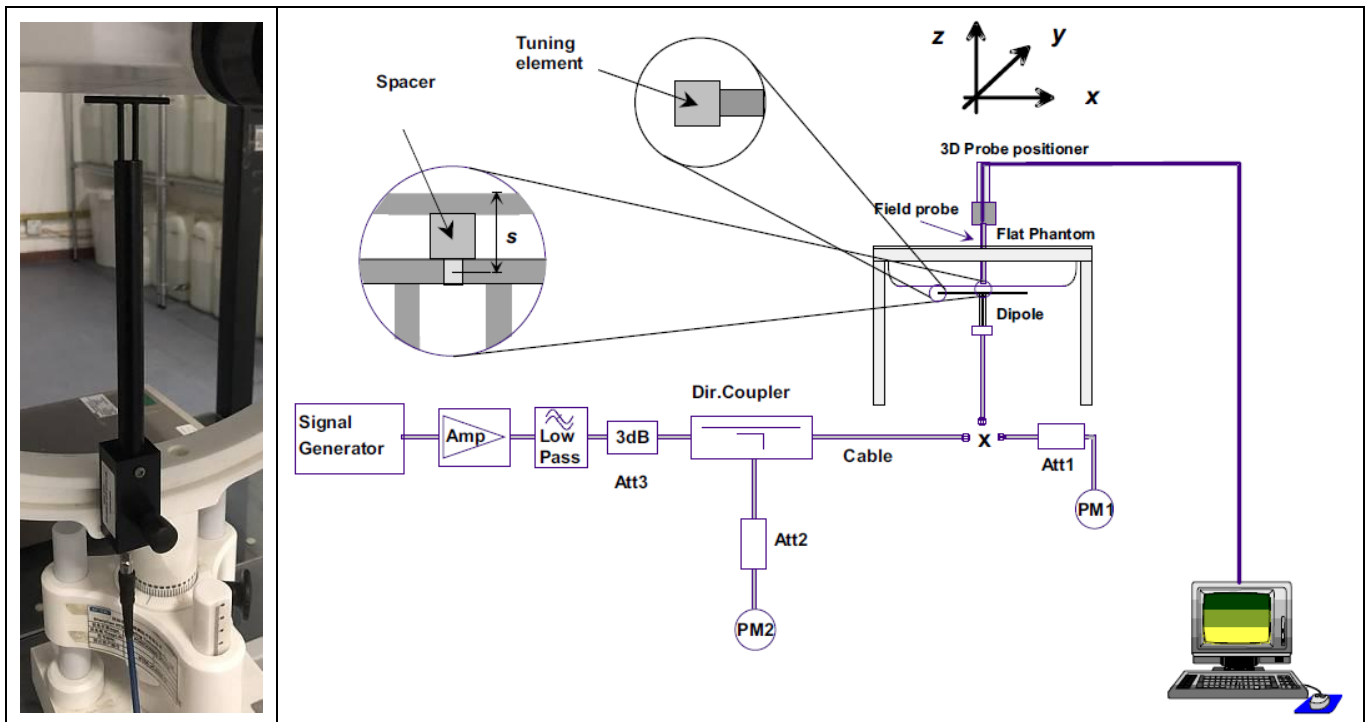 Tuning
element
Spacer
s
z
y
x
3D Probe positioner
Field probe
Flat Phantom
Dipole
Dir.Coupler
Signal
Generator
Amp
Low
Pass
3dB
Att3
Cable
x
Att1
PM1
Att2
PM2